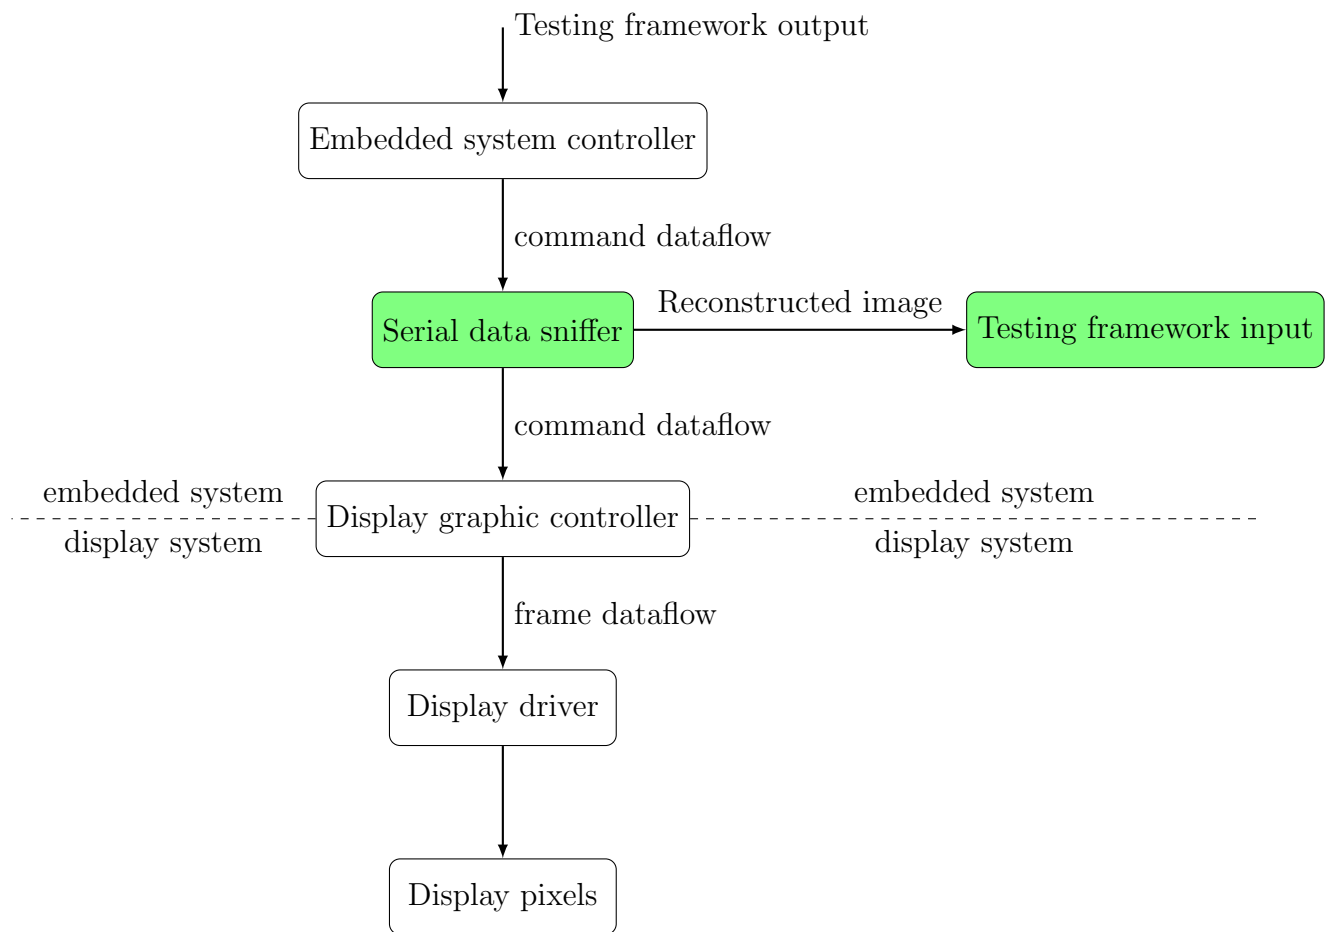 Testing framework output
Embedded system controller
command dataflow
Reconstructed image
Serial data sniffer
Testing framework input
command dataflow
embedded system
embedded system
Display graphic controller
display system
display system
frame dataflow
Display driver
Display pixels